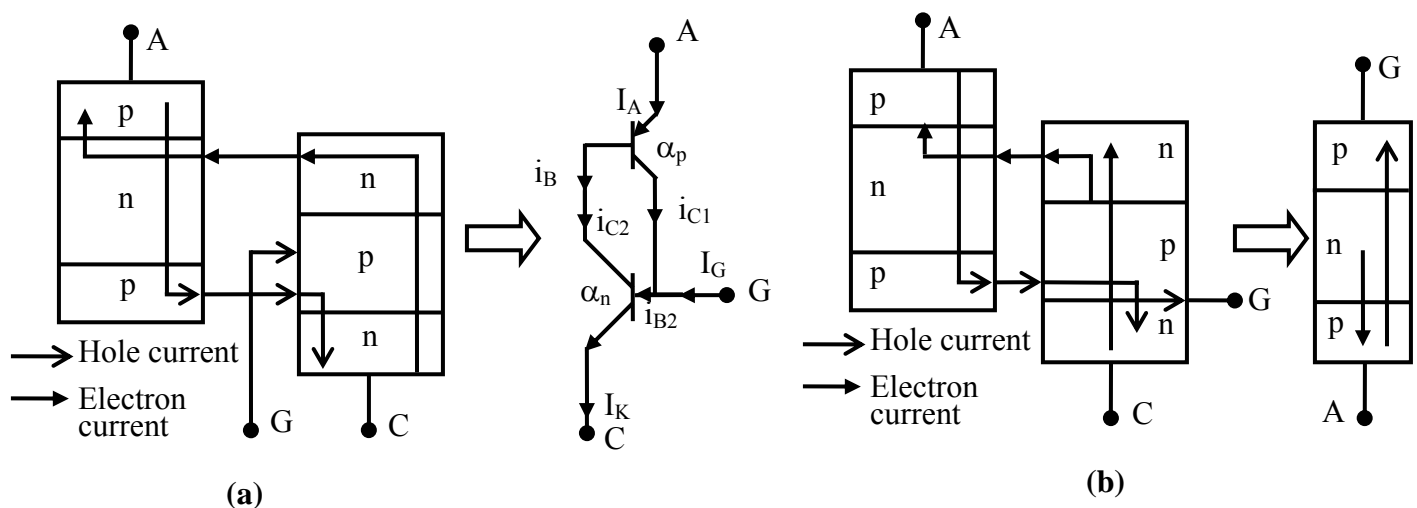 A
p
n
p
n
p
n
Hole current
Electron
current
G
C
A
I_A
α_p
i_B
i_C2
i_C1
I_G
G
α_n
i_B2
I_K
C
(a)
A
p
n
p
n
p
n
G
Hole current
Electron
current
C
G
p
n
p
A
(b)